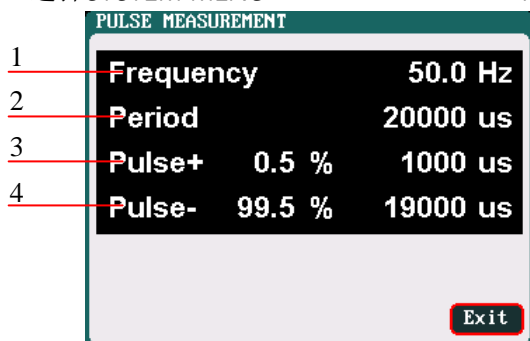 PULSE MEASUREMENT
1 Frequency 50.0 Hz
2 Period 20000 us
3 Pulse+ 0.5 % 1000 us
4 Pulse- 99.5 % 19000 us
Exit